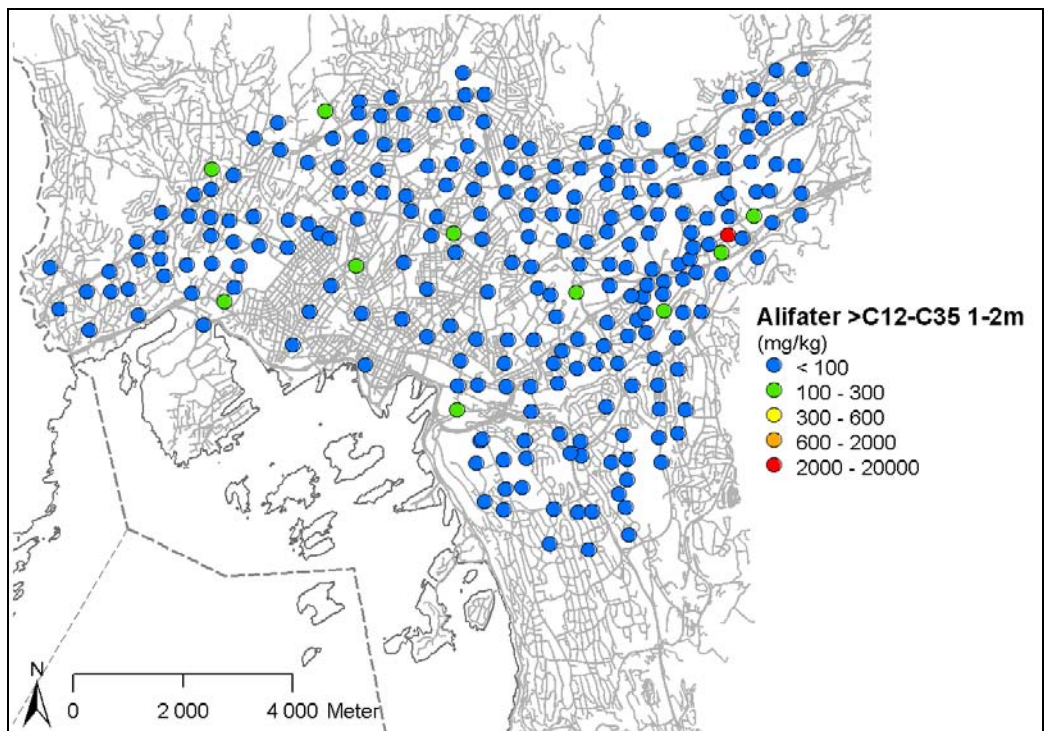 Alifater >C12-C35 1-2m
(mg/kg)
< 100
100 - 300
300 - 600
600 - 2000
2000 - 20000
N
0 2 000 4 000 Meter